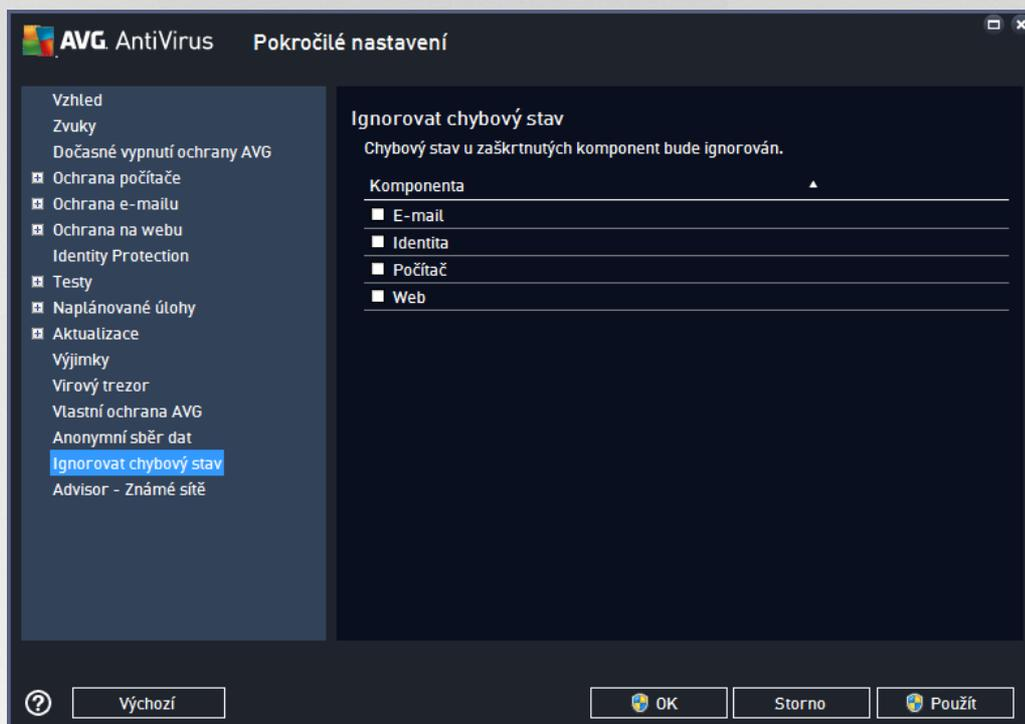 AVG. AntiVirus Pokročilé nastavení
Vzhled
Zvuky
Dočasné vypnutí ochrany AVG
Ochrana počítače
Ochrana e-mailu
Ochrana na webu
Identity Protection
Testy
Naplánované úlohy
Aktualizace
Výjimky
Virový trezor
Vlastní ochrana AVG
Anonymní sběr dat
Ignorovat chybový stav
Advisor - Známé sítě
Ignorovat chybový stav
Chybový stav u zaškrtnutých komponent bude ignorován.
Komponenta
E-mail
Identita
Počítač
Web
Výchozí
OK
Storno
Použít